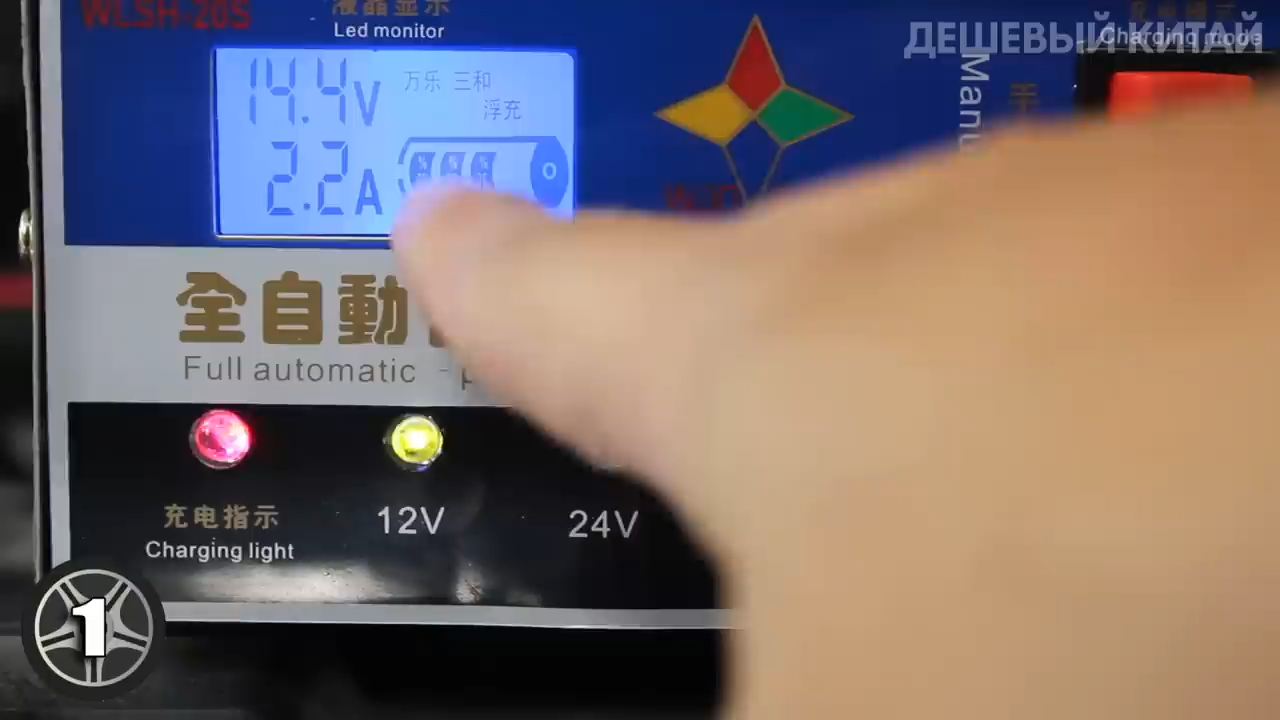 WLSH-20S
液晶显示
Led monitor
ДЕШЕВЫЙ КИТАЙ
Charging mode
14.4V
万乐 三和
浮充
2.2A
全自動
Full automatic
充电指示
Charging light
12V
24V
1